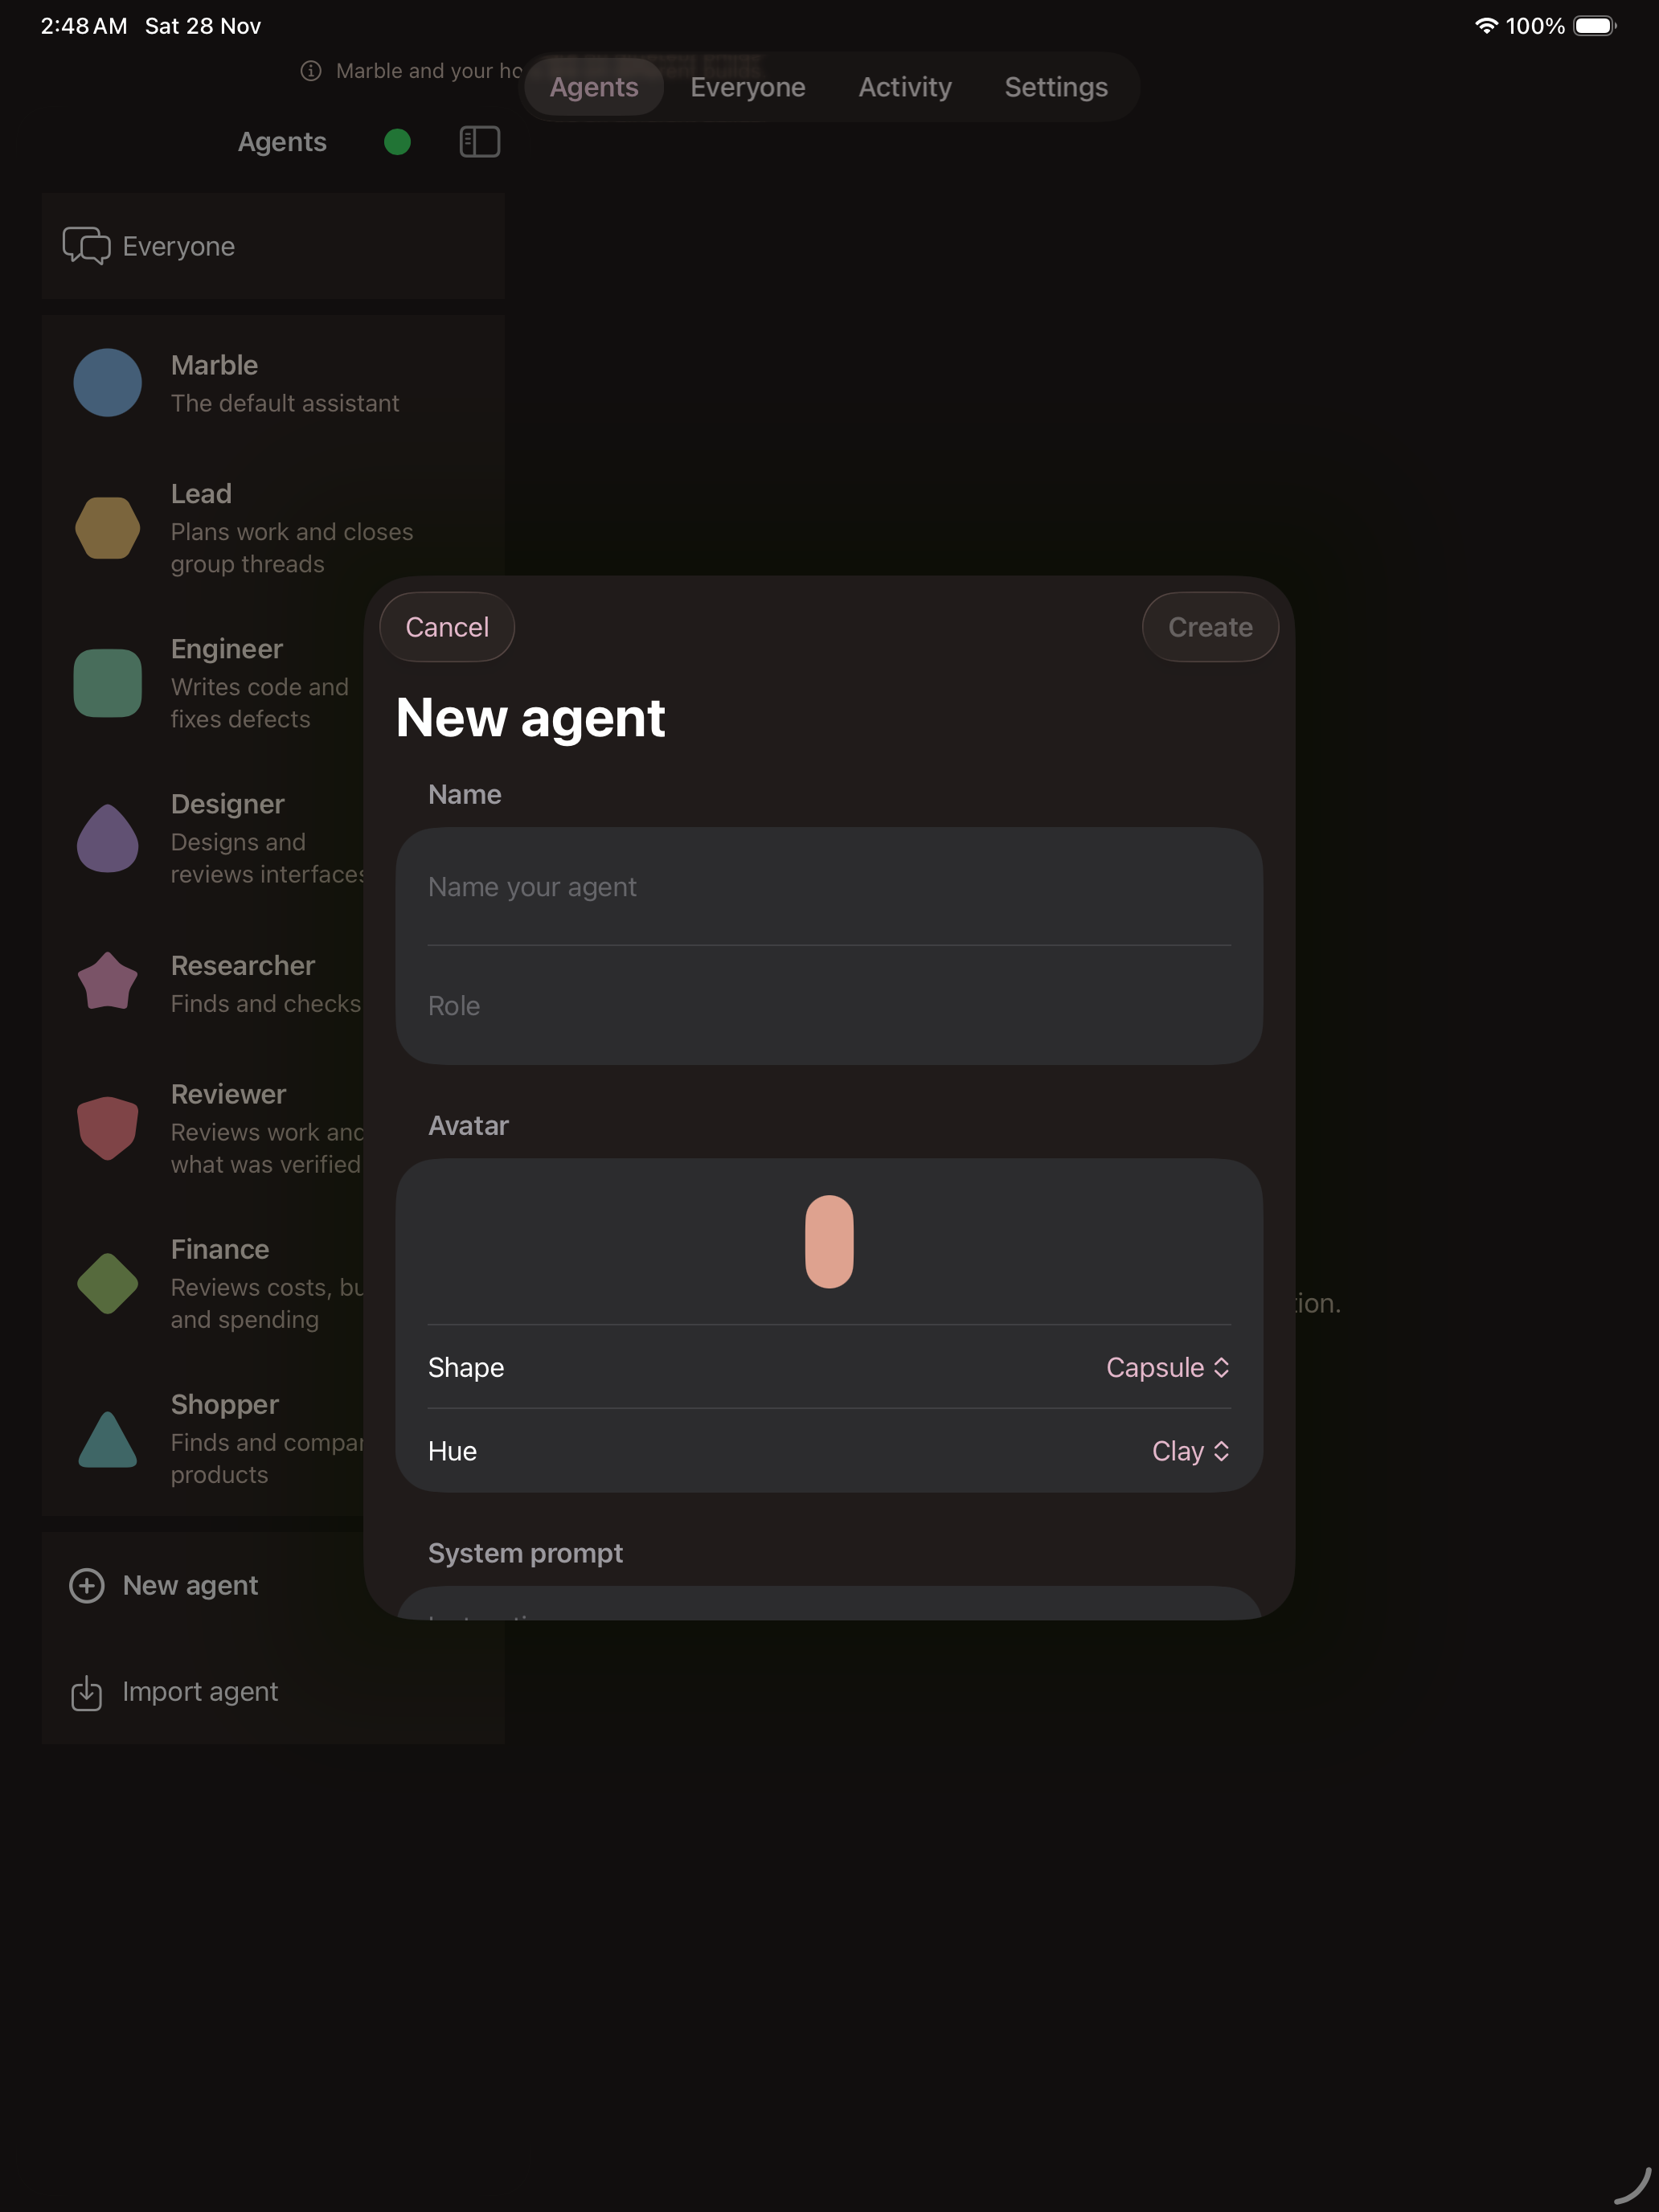 2:48 AM Sat 28 Nov
100%
Marble and your
Agents Everyone Activity Settings
Agents
Everyone
Marble
The default assistant
Lead
Plans work and closes
group threads
Engineer
Writes code and
fixes defects
Designer
Designs and
reviews interfaces
Researcher
Finds and checks
Reviewer
Reviews work and
what was verified
Finance
Reviews costs,
and spending
Shopper
Finds and
products
New agent
Import agent
Cancel
Create
New agent
Name
Name your agent
Role
Avatar
Shape
Capsule
Hue
Clay
System prompt